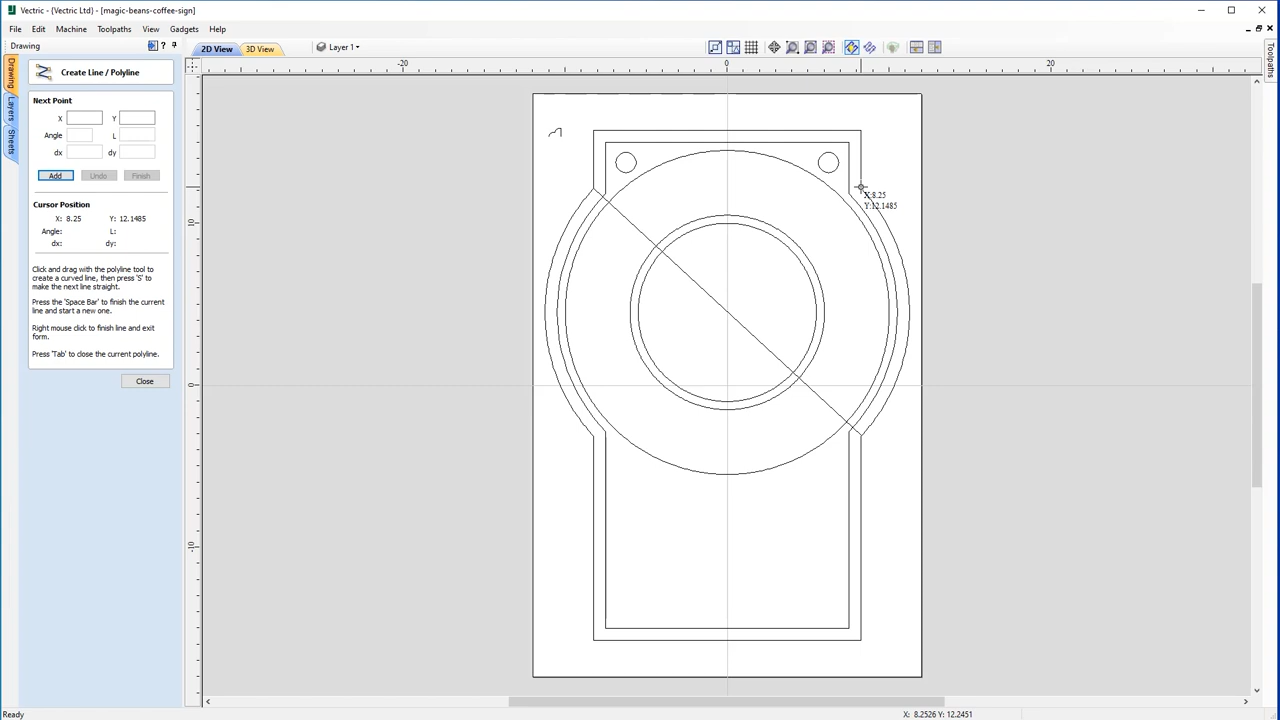 Vectric - {Vectric Ltd} - [magic-beans-coffee-sign]
File Edit Machine Toolpaths View Gadgets Help
Drawing
2D View 3D View Layer 1
Drawing
Layers
Sheets
Toolpaths
Create Line / Polyline
Next Point
X Y
Angle L
dx dy
Add Undo Finish
Cursor Position
X: 8.25 Y: 12.1485
Angle: L:
dx: dy:
Click and drag with the polyline tool to
create a curved line, then press 'S' to
make the next line straight.
Press the 'Space Bar' to finish the current
line and start a new one.
Right mouse click to finish line and exit
form.
Press 'Tab' to close the current polyline.
Close
-20 0 20
10
0
-10
X:8.25
Y:12.1485
Ready
X: 8.2526 Y: 12.2451